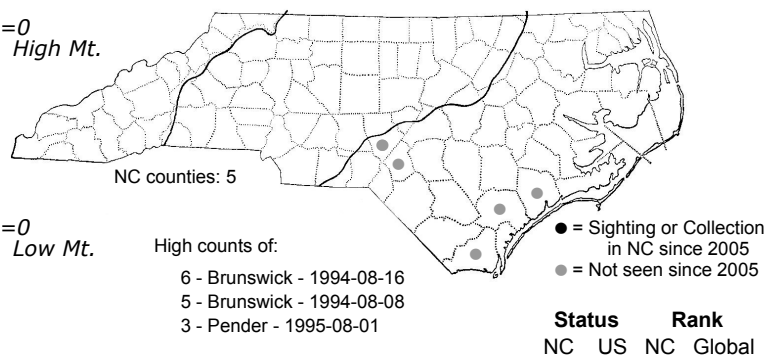 =0
High Mt.
NC counties: 5
=0
Low Mt.
High counts of:
6 - Brunswick - 1994-08-16
5 - Brunswick - 1994-08-08
3 - Pender - 1995-08-01
● = Sighting or Collection
in NC since 2005
● = Not seen since 2005
Status Rank
NC US NC Global